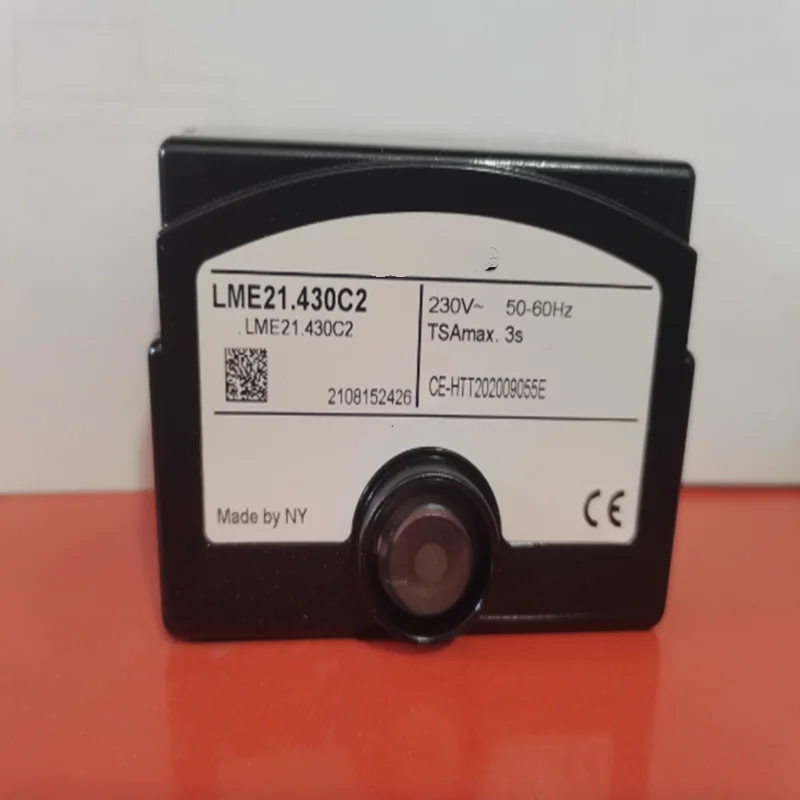 LME21.430C2
.LME21.430C2
2108152426
230V~ 50-60Hz
TSAmax. 3s
CE-HTT202009055E
Made by NY
CE